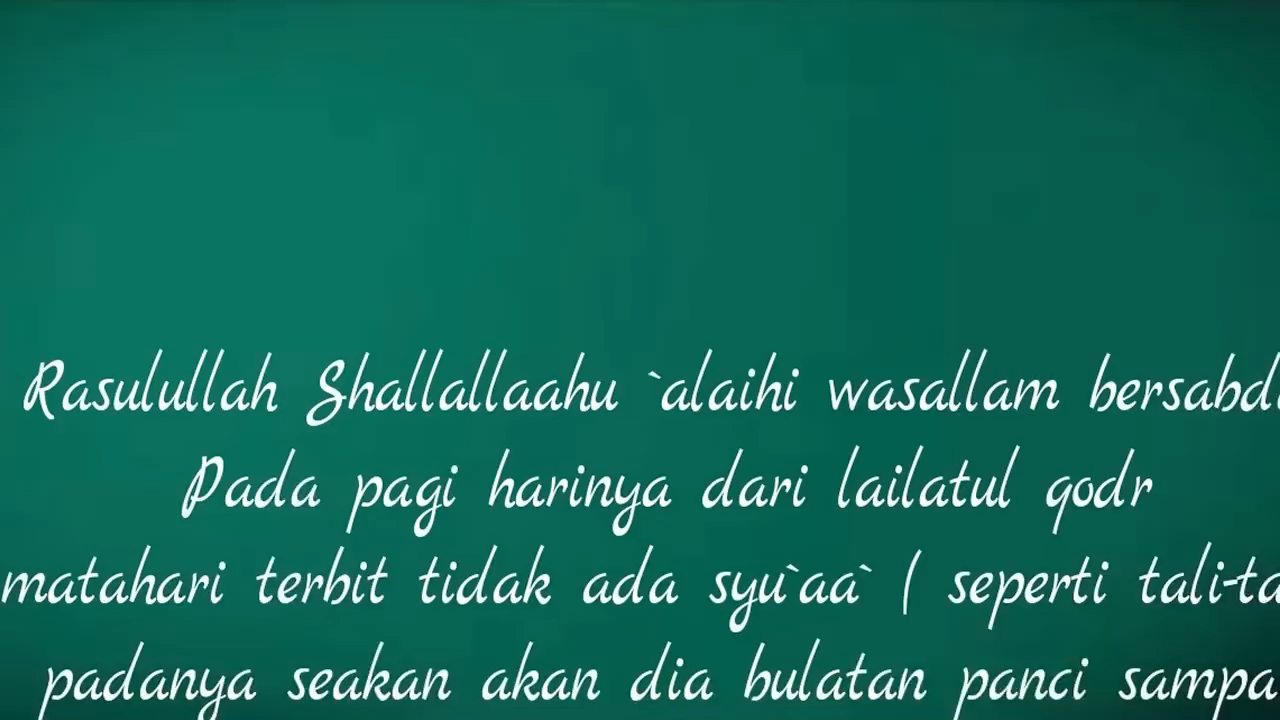 Rasulullah Shallallaahu `alaihi wasallam
Pada pagi harinya dari lailatul qodr
matahari terbit tidak ada syu`aa` ( seperti
padanya seakan akan dia bulatan panci